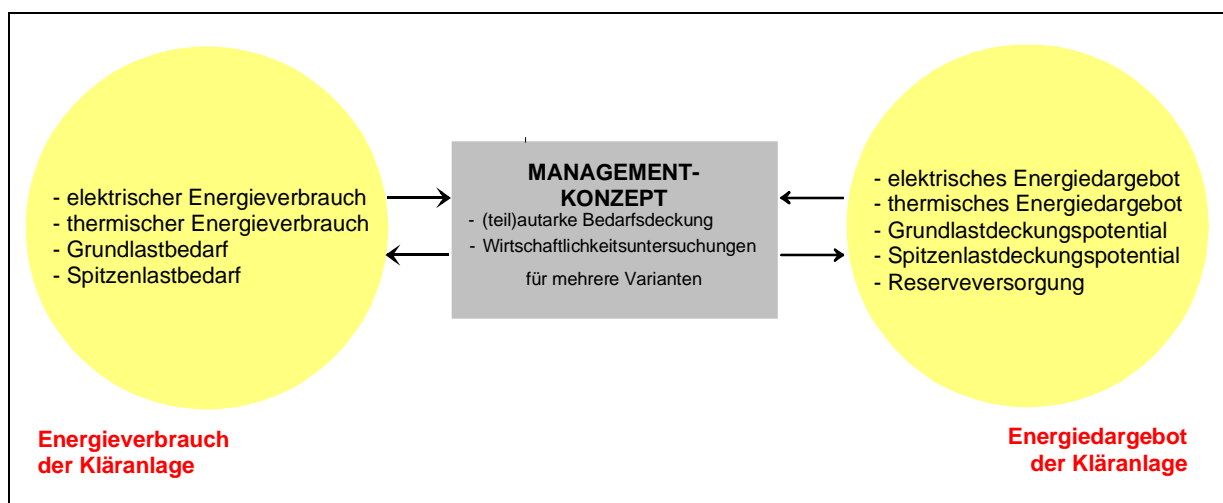 - elektrischer Energieverbrauch
- thermischer Energieverbrauch
- Grundlastbedarf
- Spitzenlastbedarf
Energieverbrauch
der Kläranlage
MANAGEMENT-
KONZEPT
- (teil)autarke Bedarfsdeckung
- Wirtschaftlichkeitsuntersuchungen
für mehrere Varianten
- elektrisches Energiedargebot
- thermisches Energiedargebot
- Grundlastdeckungspotential
- Spitzenlastdeckungspotential
- Reserveversorgung
Energiedargebot
der Kläranlage